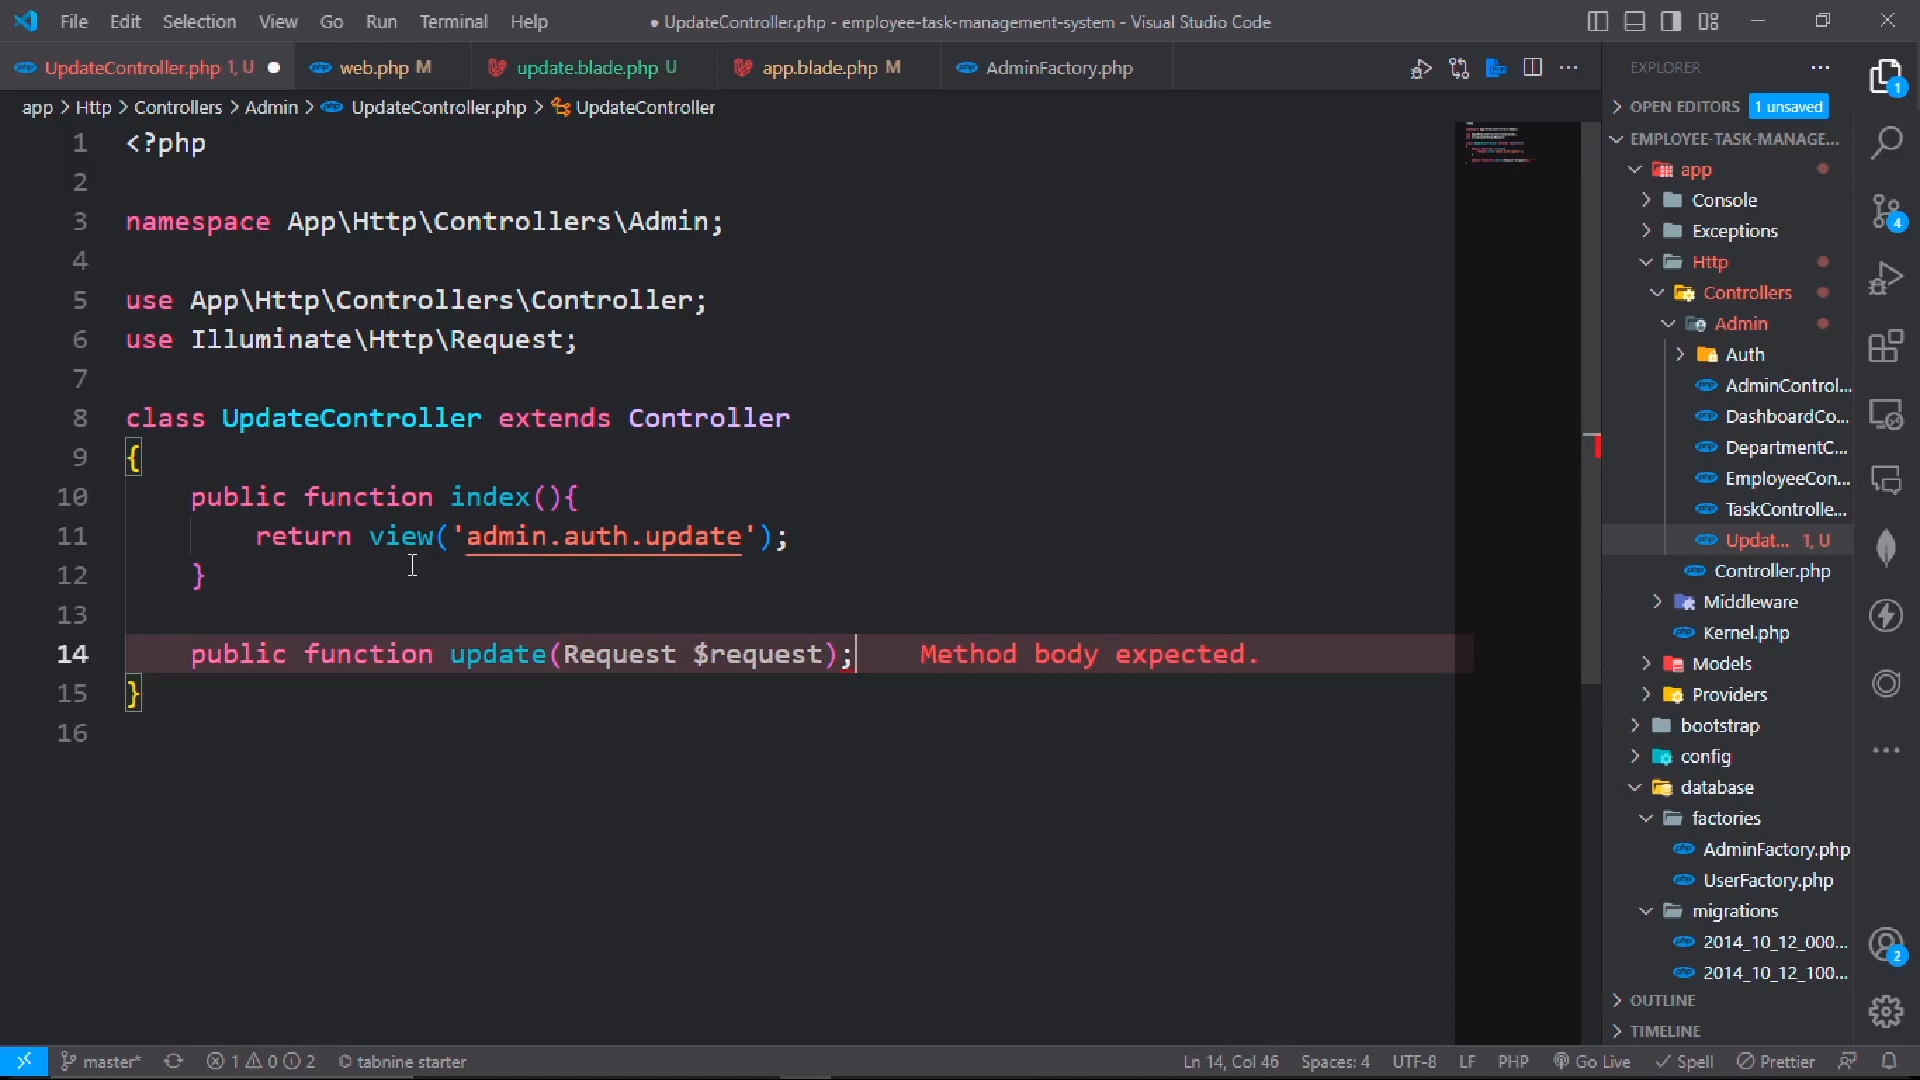 File Edit Selection View Go Run Terminal Help
● UpdateController.php - employee-task-management-system - Visual Studio Code
UpdateController.php 1, U
web.php M
update.blade.php U
app.blade.php M
AdminFactory.php
app > Http > Controllers > Admin > UpdateController.php > UpdateController
1 <?php
2
3 namespace App\Http\Controllers\Admin;
4
5 use App\Http\Controllers\Controller;
6 use Illuminate\Http\Request;
7
8 class UpdateController extends Controller
9 {
10 public function index(){
11 return view('admin.auth.update');
12 }
13
14 public function update(Request $request); Method body expected.
15 }
16
EXPLORER
OPEN EDITORS 1 unsaved
EMPLOYEE-TASK-MANAGE...
app
Console
Exceptions
Http
Controllers
Admin
Auth
AdminControl...
DashboardCo...
DepartmentC...
EmployeeCon...
TaskControlle...
Updat... 1, U
Controller.php
Middleware
Kernel.php
Models
Providers
bootstrap
config
database
factories
AdminFactory.php
UserFactory.php
migrations
2014_10_12_000...
2014_10_12_100...
OUTLINE
TIMELINE
1
4
2
master* 1 0 2 tabnine starter
Ln 14, Col 46 Spaces: 4 UTF-8 LF PHP Go Live Spell Prettier